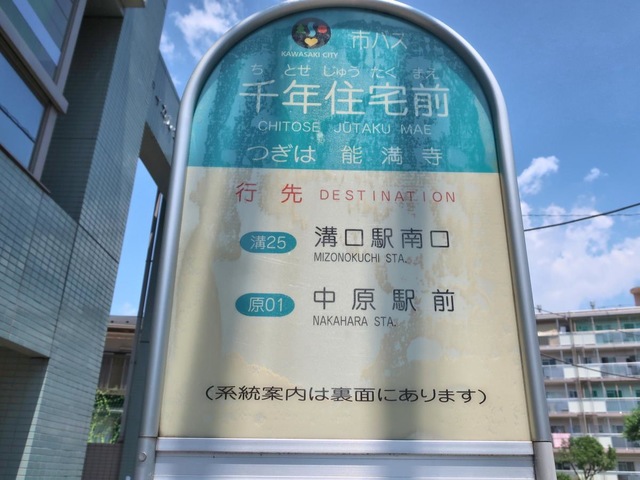 KAWASAKI CITY
市バス
ち とせ じゅう たく まえ
千年住宅前
CHITOSE JŪTAKU MAE
つぎは 能満寺
行先 DESTINATION
溝25 溝口駅南口
MIZONOKUCHI STA.
原01 中原駅前
NAKAHARA STA.
(系統案内は裏面にあります)